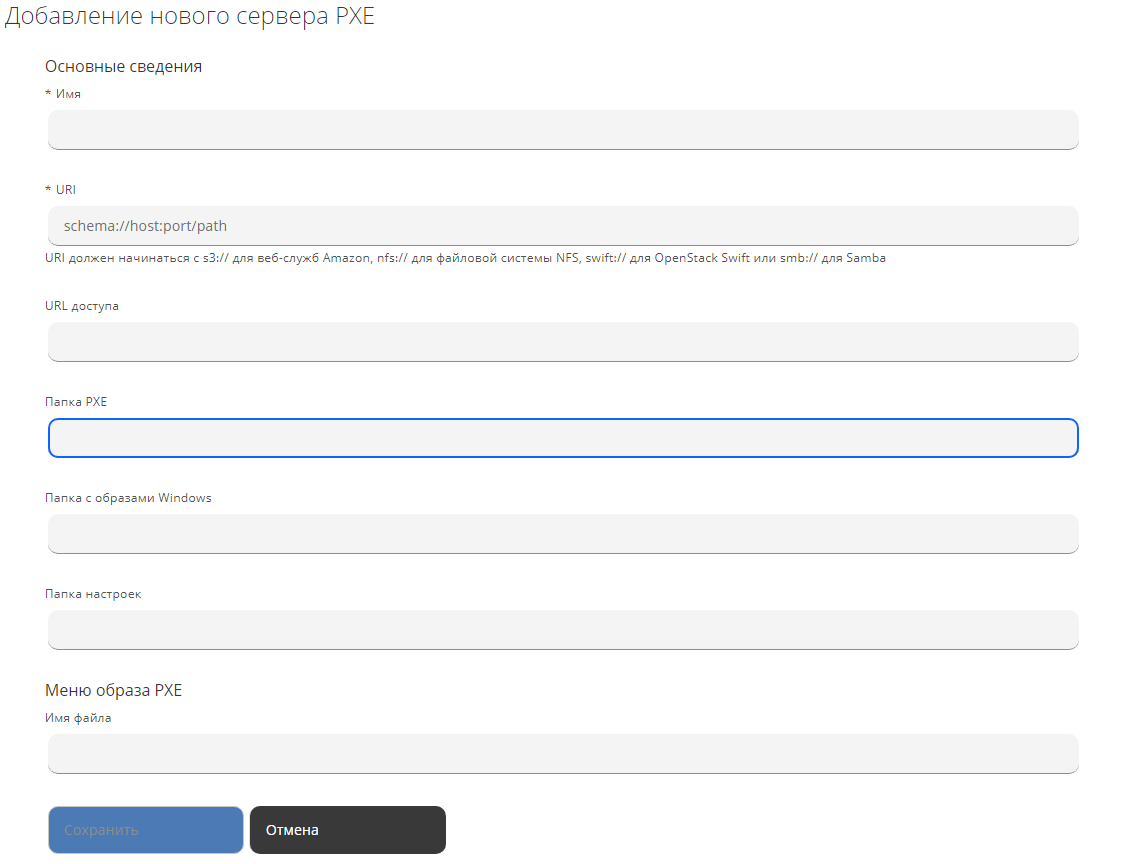 Добавление нового сервера PXE
Основные сведения
* Имя
* URI
schema://host:port/path
URI должен начинаться с s3:// для веб-служб Amazon, nfs:// для файловой системы NFS, swift:// для OpenStack Swift или smb:// для Samba
URL доступа
Папка PXE
Папка с образами Windows
Папка настроек
Меню образа PXE
Имя файла
Сохранить
Отмена